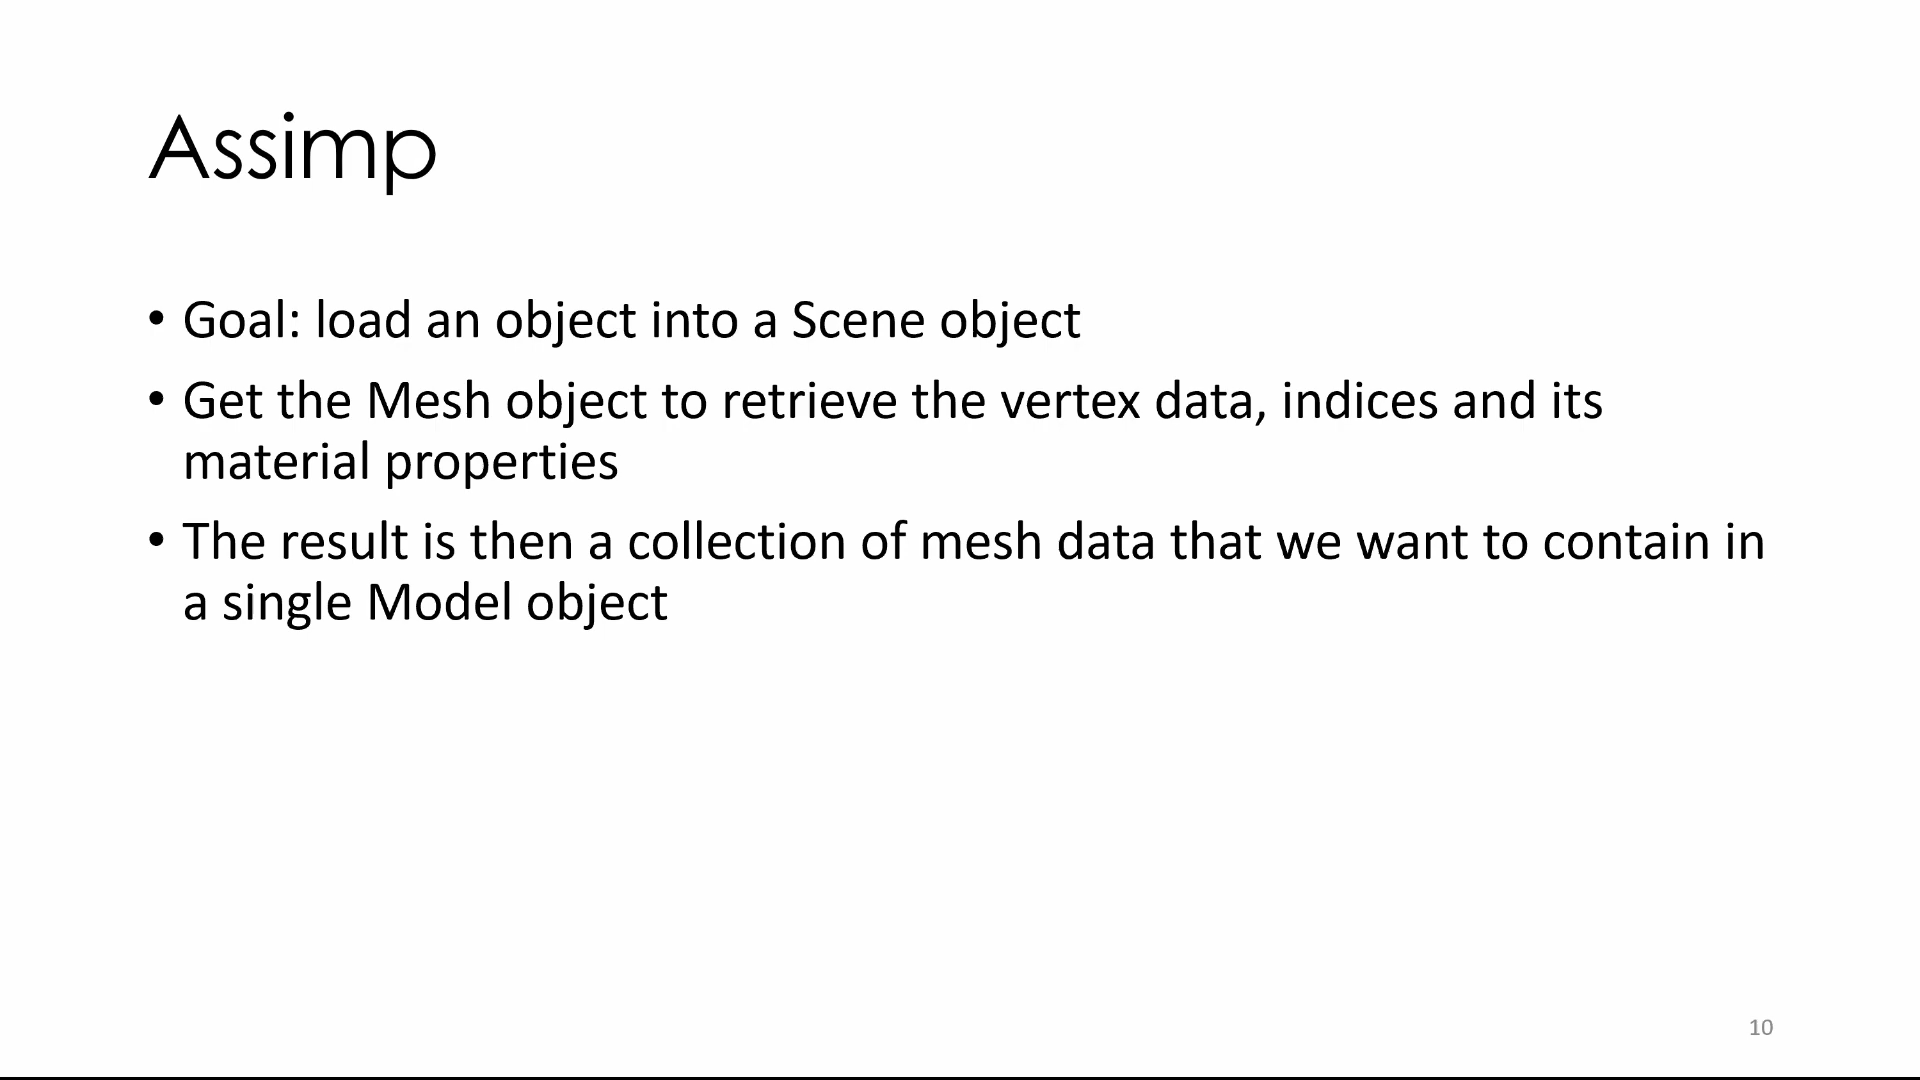 Assimp
• Goal: load an object into a Scene object
• Get the Mesh object to retrieve the vertex data, indices and its
material properties
• The result is then a collection of mesh data that we want to contain in
a single Model object
10